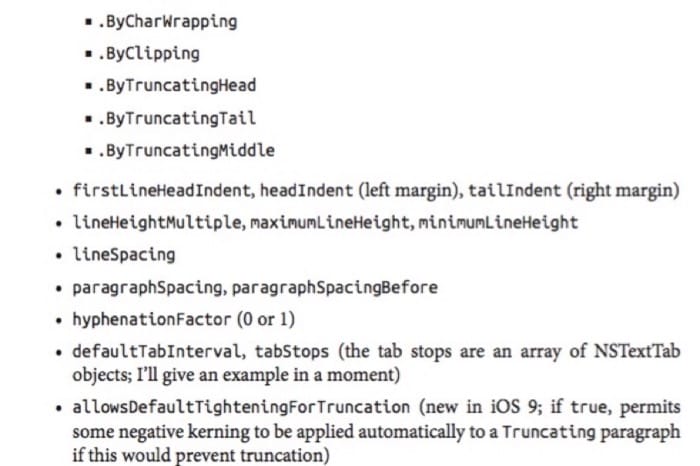 ▪ .ByCharWrapping
▪ .ByClipping
▪ .ByTruncatingHead
▪ .ByTruncatingTail
▪ .ByTruncatingMiddle
• firstLineHeadIndent, headIndent (left margin), tailIndent (right margin)
• lineHeightMultiple, maximumLineHeight, minimumLineHeight
• lineSpacing
• paragraphSpacing, paragraphSpacingBefore
• hyphenationFactor (0 or 1)
• defaultTabInterval, tabStops (the tab stops are an array of NSTextTab
objects; I’ll give an example in a moment)
• allowsDefaultTighteningForTruncation (new in iOS 9; if true, permits
some negative kerning to be applied automatically to a Truncating paragraph
if this would prevent truncation)